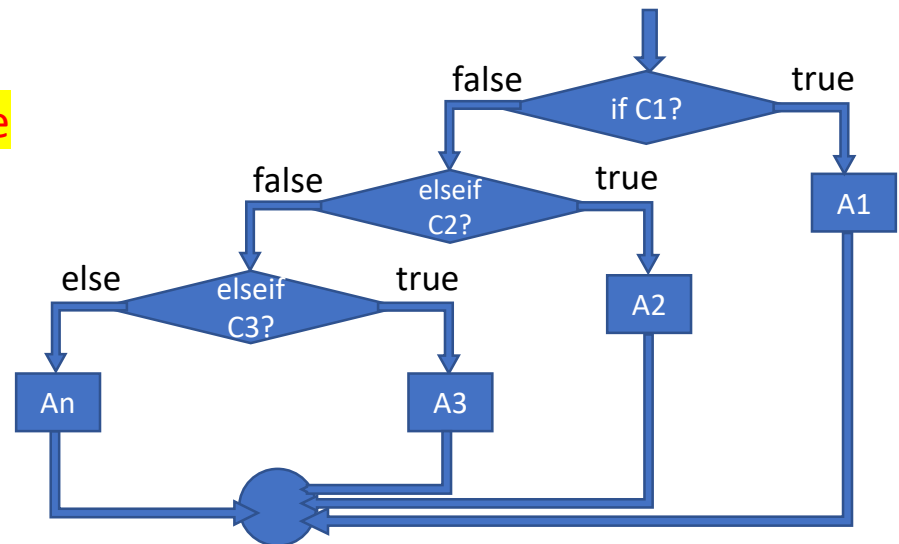 false
true
if C1?
e
false
true
elseif
C2?
A1
else
true
elseif
C3?
A2
An
A3